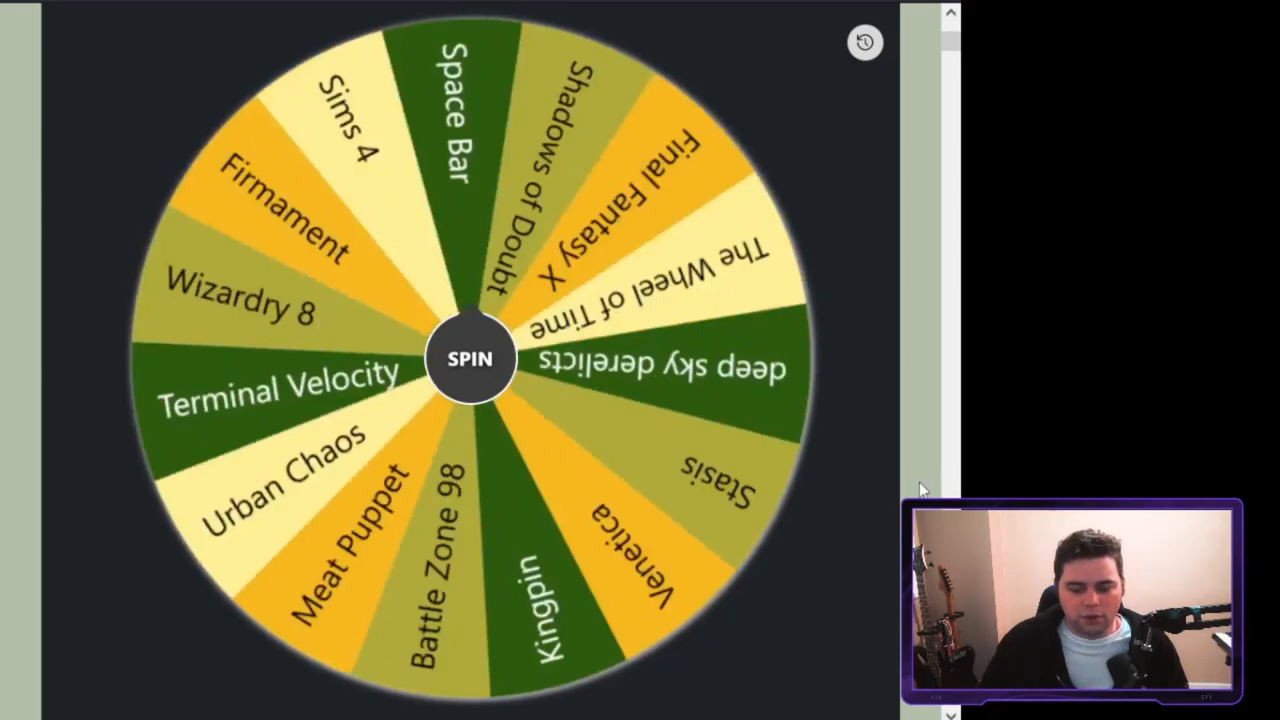 Space Bar
Shadows of Doubt
Final Fantasy X
The Wheel of Time
deep sky derelicts
Stasis
Venetica
Kingpin
Battle Zone 98
Meat Puppet
Urban Chaos
Terminal Velocity
Wizardry 8
Firmament
Sims 4
SPIN